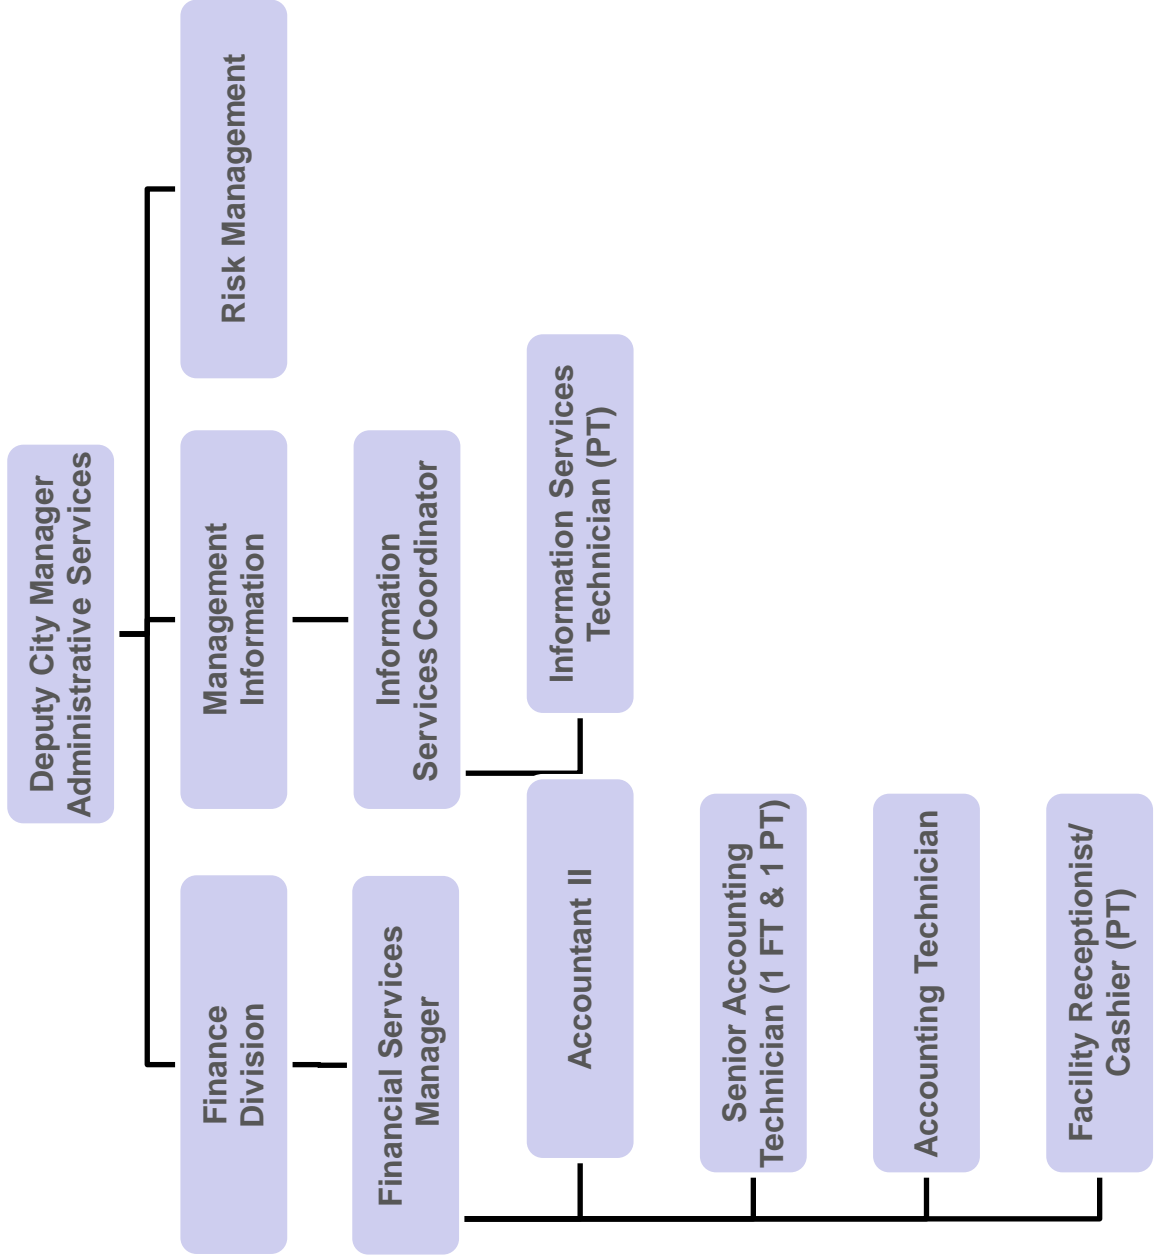 Deputy City Manager
Administrative Services
Finance
Division
Management
Information
Risk Management
Financial Services
Manager
Information
Services Coordinator
Accountant II
Information Services
Technician (PT)
Senior Accounting
Technician (1 FT & 1 PT)
Accounting Technician
Facility Receptionist/
Cashier (PT)